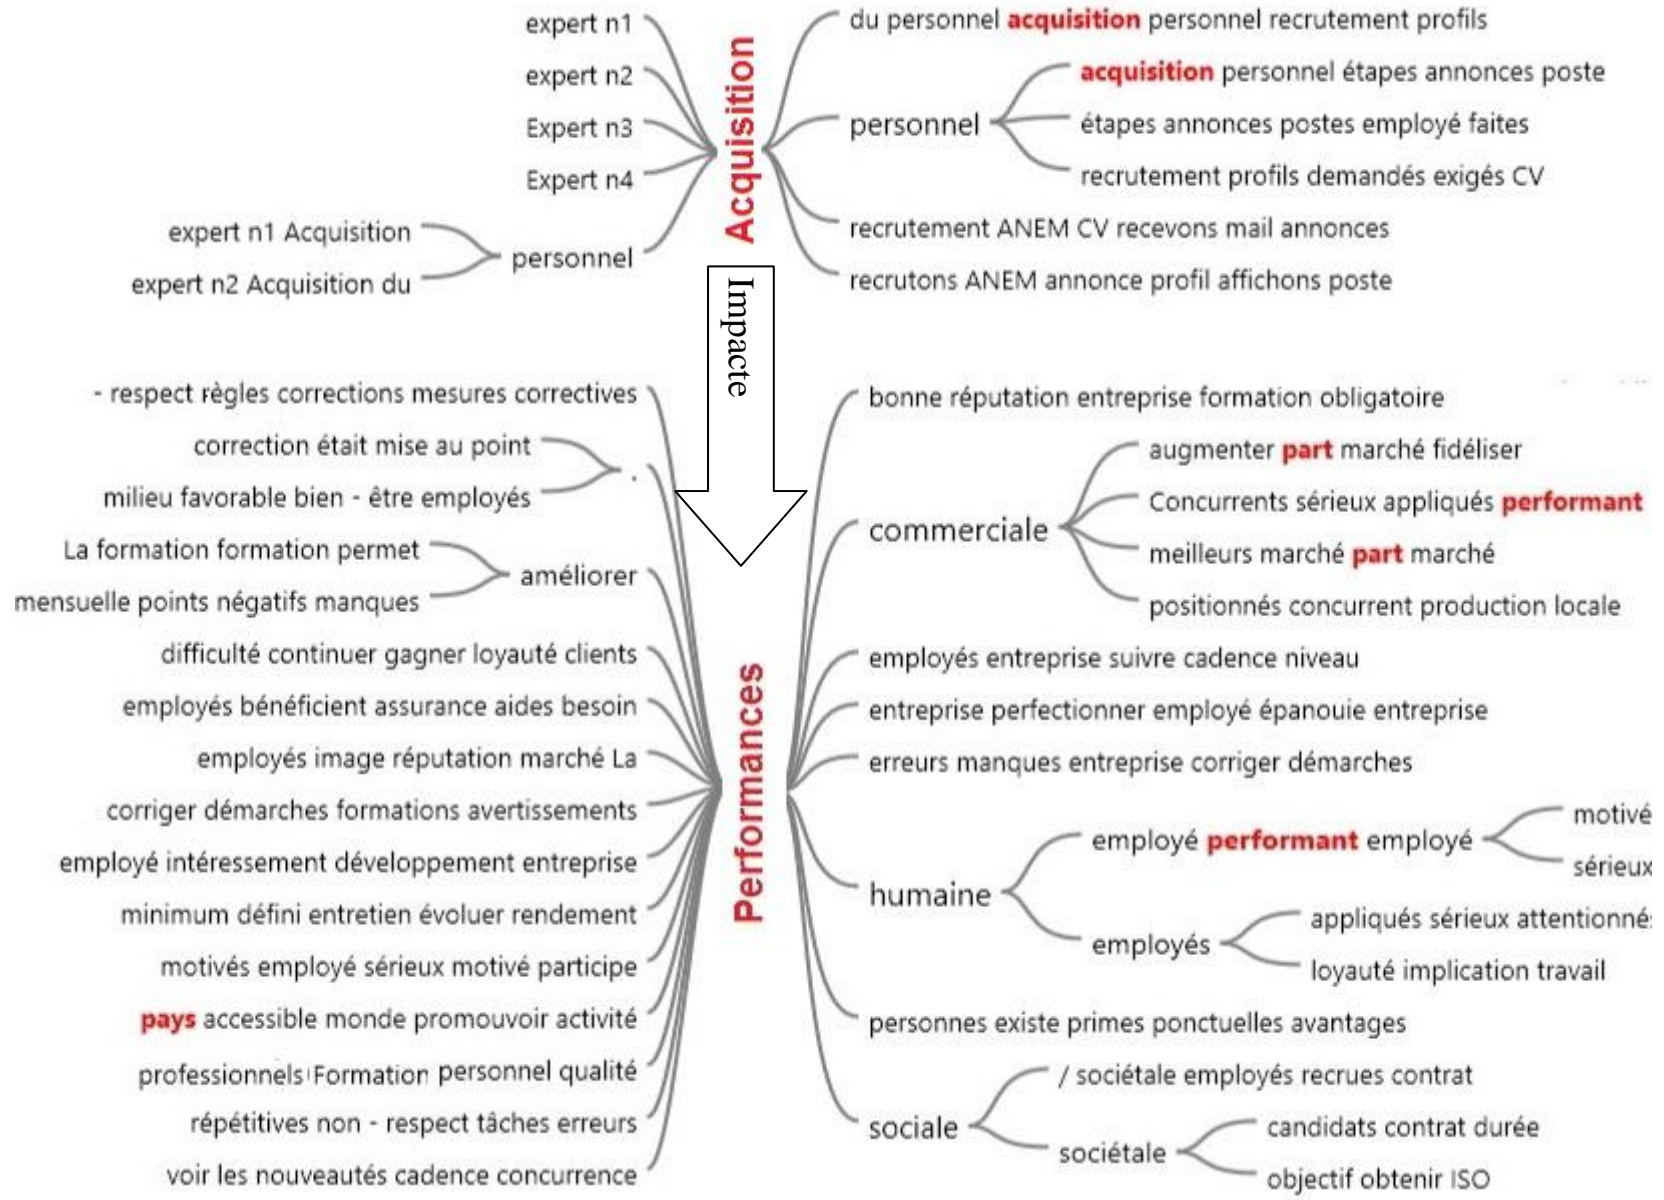 expert n1
expert n2
Expert n3
Expert n4
expert n1 Acquisition
expert n2 Acquisition du
personnel
Acquisition
du personnel acquisition personnel recrutement profils
personnel
acquisition personnel étapes annonces poste
étapes annonces postes employé faites
recrutement profils demandés exigés CV
recrutement ANEM CV recevons mail annonces
recrutons ANEM annonce profil affichons poste
Impacte
- respect règles corrections mesures correctives
correction était mise au point
milieu favorable bien - être employés
.
La formation formation permet
mensuelle points négatifs manques
améliorer
difficulté continuer gagner loyauté clients
employés bénéficient assurance aides besoin
employés image réputation marché La
corriger démarches formations avertissements
employé intéressement développement entreprise
minimum défini entretien évoluer rendement
motivés employé sérieux motivé participe
pays accessible monde promouvoir activité
professionnels Formation personnel qualité
répétitives non - respect tâches erreurs
voir les nouveautés cadence concurrence
Performances
bonne réputation entreprise formation obligatoire
commerciale
augmenter part marché fidéliser
Concurrents sérieux appliqués performant
meilleurs marché part marché
positionnés concurrent production locale
employés entreprise suivre cadence niveau
entreprise perfectionner employé épanouie entreprise
erreurs manques entreprise corriger démarches
humaine
employé performant employé
motivé
sérieux
employés
appliqués sérieux attentionnés
loyauté implication travail
personnes existe primes ponctuelles avantages
sociale
/ sociétale employés recrues contrat
sociétale
candidats contrat durée
objectif obtenir ISO